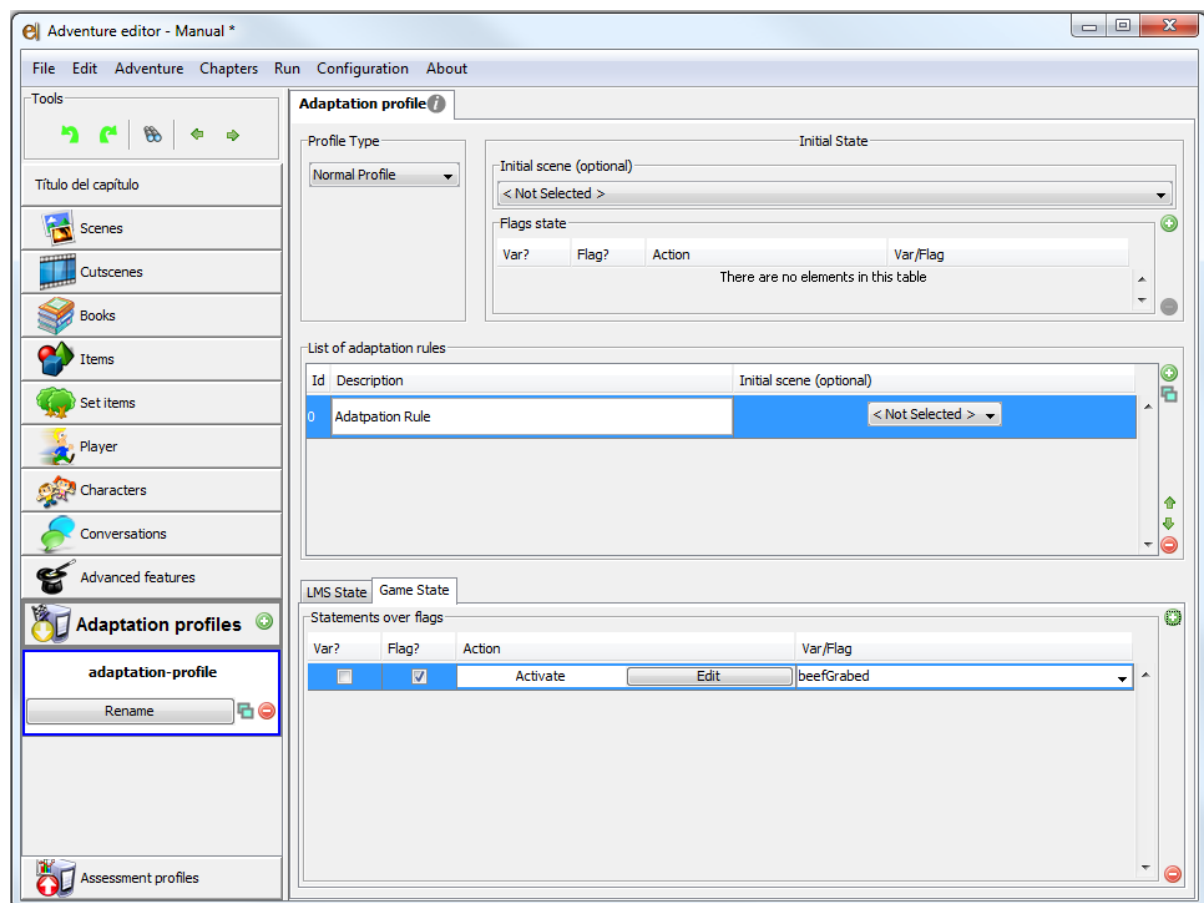 Adventure editor - Manual *
File Edit Adventure Chapters Run Configuration About
Tools
Título del capítulo
Scenes
Cutscenes
Books
Items
Set items
Player
Characters
Conversations
Advanced features
Adaptation profiles
adaptation-profile
Rename
Assessment profiles
Adaptation profile
Profile Type
Normal Profile
Initial State
Initial scene (optional)
< Not Selected >
Flags state
Var? Flag? Action Var/Flag
There are no elements in this table
List of adaptation rules
Id Description Initial scene (optional)
0 Adatpation Rule < Not Selected >
LMS State Game State
Statements over flags
Var? Flag? Action Var/Flag
Activate Edit beefGrabed